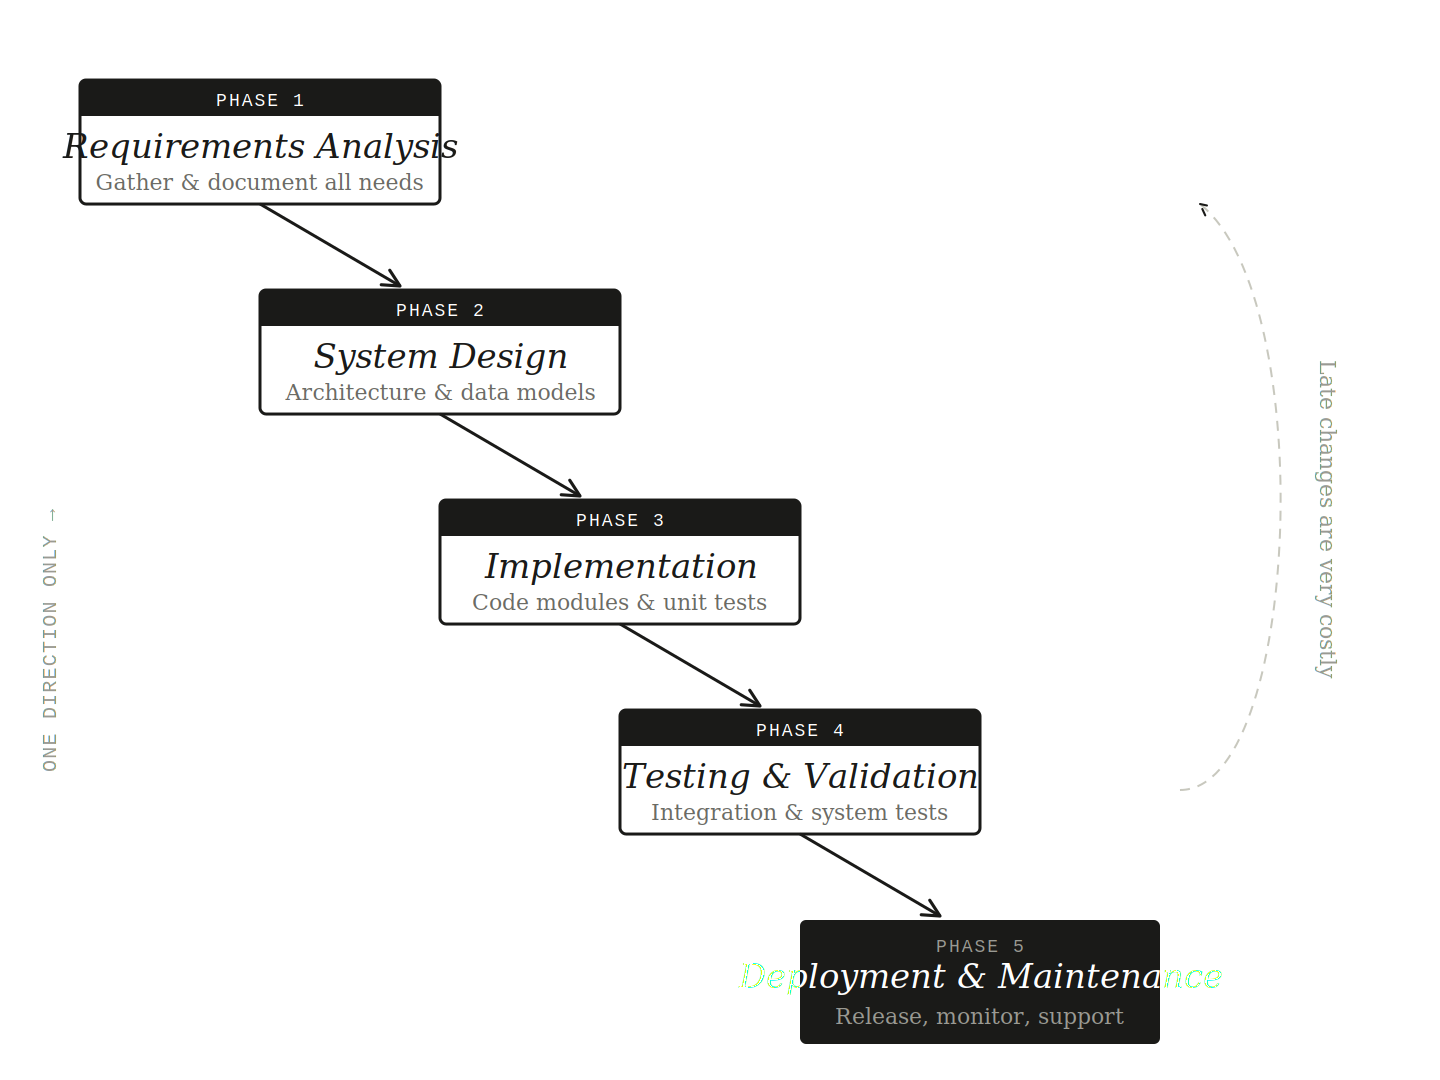 PHASE 1
Requirements Analysis
Gather & document all needs
PHASE 2
System Design
Architecture & data models
PHASE 3
Implementation
Code modules & unit tests
PHASE 4
Testing & Validation
Integration & system tests
PHASE 5
Deployment & Maintenance
Release, monitor, support
ONE DIRECTION ONLY →
Late changes are very costly